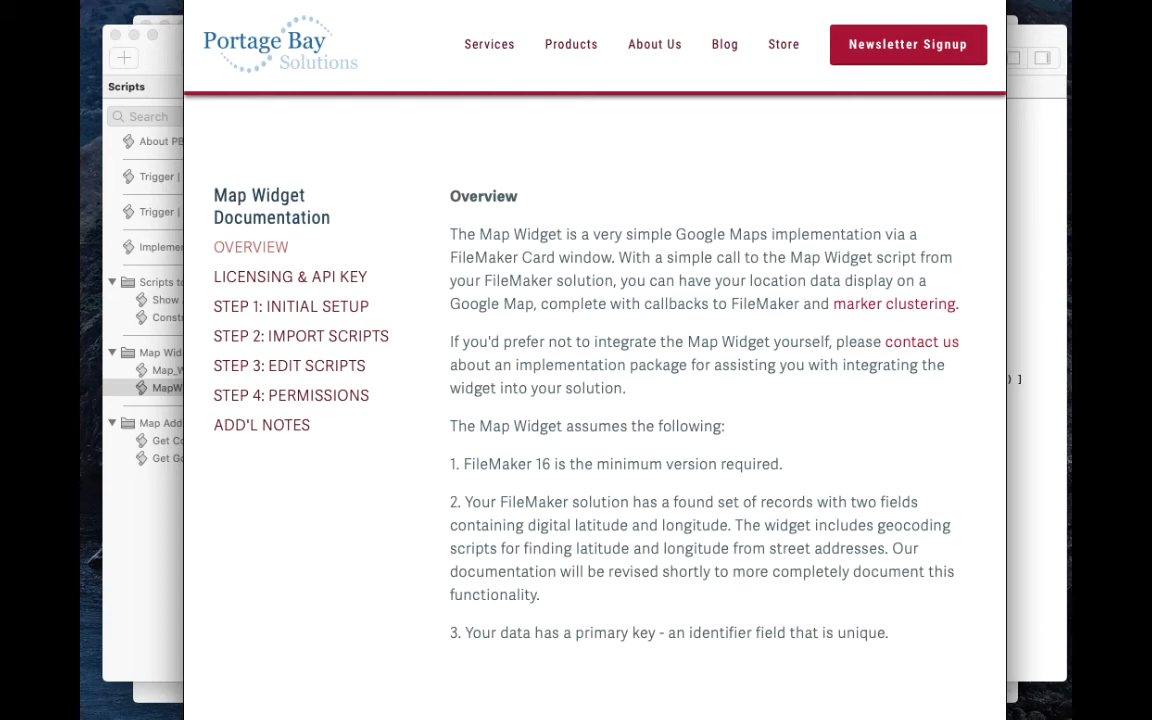 Portage Bay
Solutions
Services
Products
About Us
Blog
Store
Newsletter Signup
Scripts
Search
About PB
Trigger |
Trigger |
Implemen
Scripts to
Show
Constr
Map Wid
Map_W
MapW
Map Add
Get Co
Get Go
) ]
Map Widget
Documentation
OVERVIEW
LICENSING & API KEY
STEP 1: INITIAL SETUP
STEP 2: IMPORT SCRIPTS
STEP 3: EDIT SCRIPTS
STEP 4: PERMISSIONS
ADD'L NOTES
Overview
The Map Widget is a very simple Google Maps implementation via a
FileMaker Card window. With a simple call to the Map Widget script from
your FileMaker solution, you can have your location data display on a
Google Map, complete with callbacks to FileMaker and marker clustering.
If you'd prefer not to integrate the Map Widget yourself, please contact us
about an implementation package for assisting you with integrating the
widget into your solution.
The Map Widget assumes the following:
1. FileMaker 16 is the minimum version required.
2. Your FileMaker solution has a found set of records with two fields
containing digital latitude and longitude. The widget includes geocoding
scripts for finding latitude and longitude from street addresses. Our
documentation will be revised shortly to more completely document this
functionality.
3. Your data has a primary key - an identifier field that is unique.